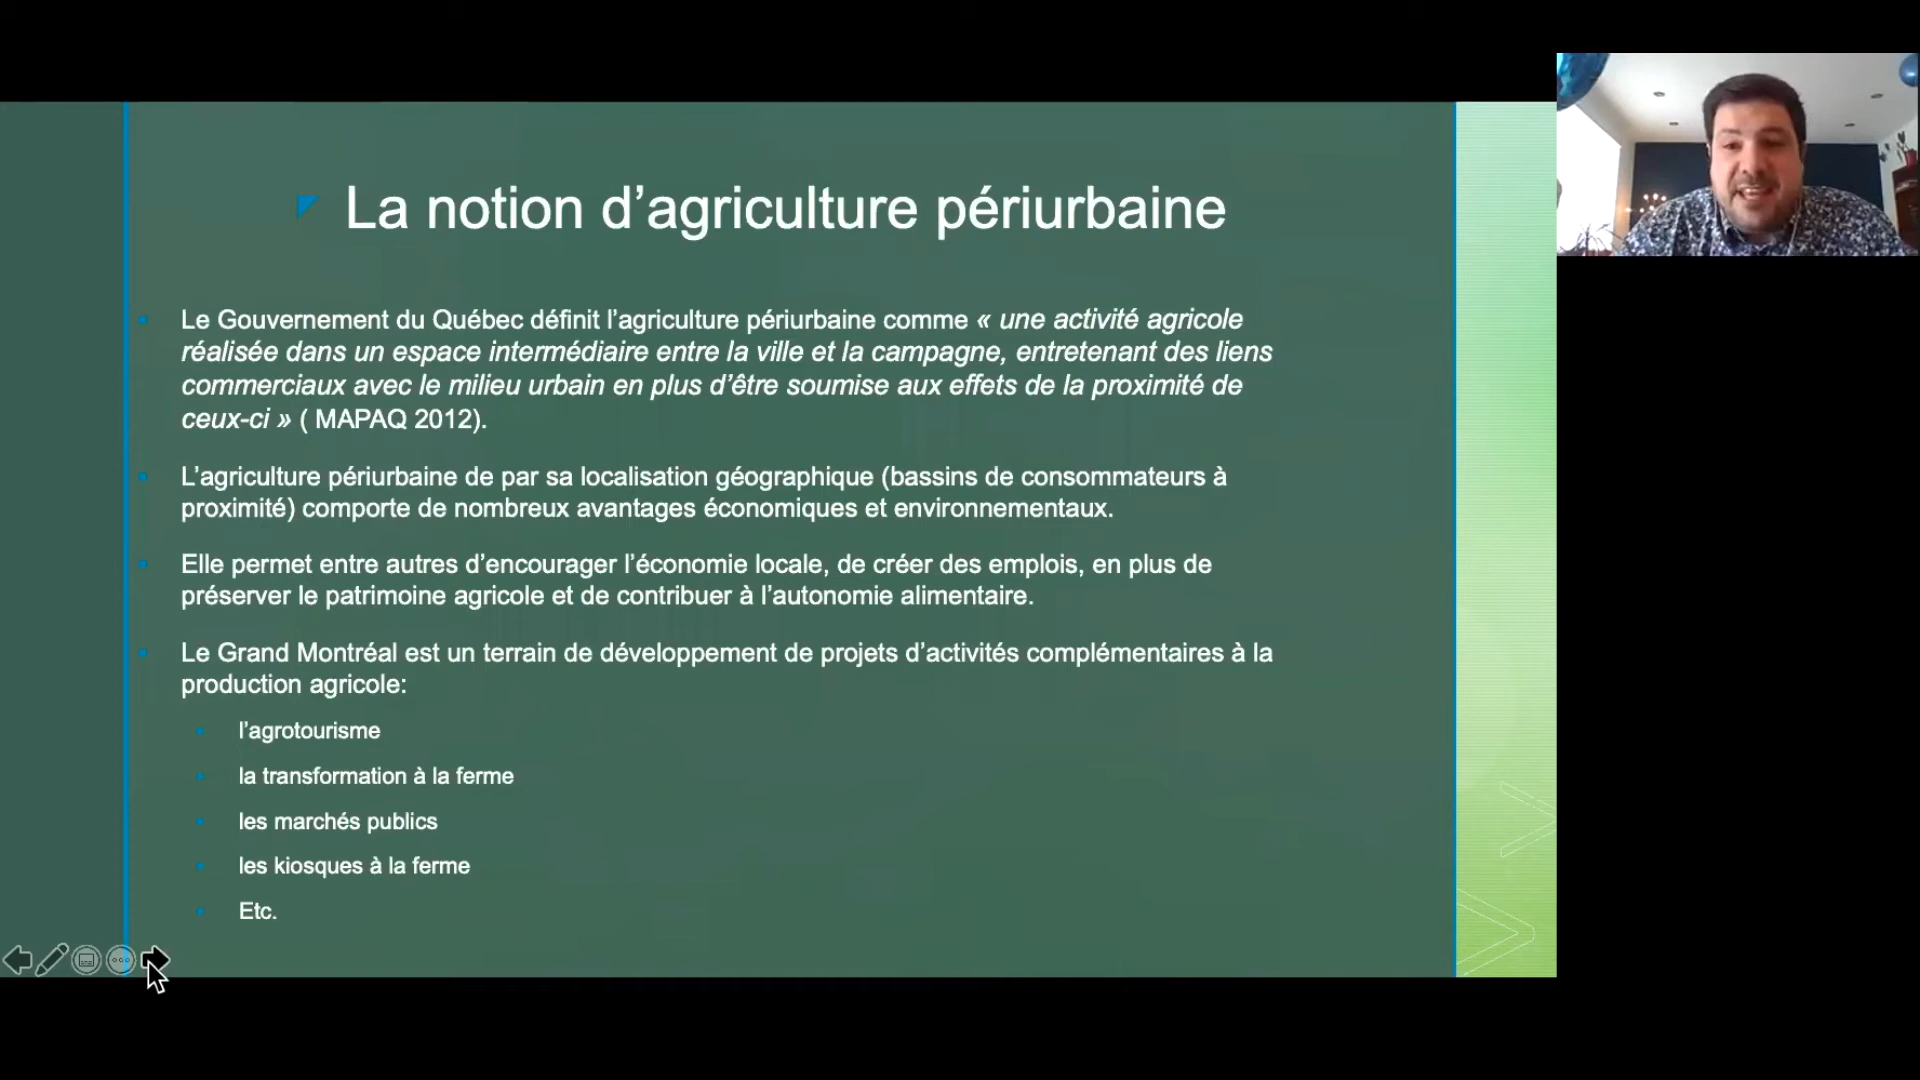 La notion d’agriculture périurbaine
Le Gouvernement du Québec définit l’agriculture périurbaine comme « une activité agricole
réalisée dans un espace intermédiaire entre la ville et la campagne, entretenant des liens
commerciaux avec le milieu urbain en plus d’être soumise aux effets de la proximité de
ceux-ci » ( MAPAQ 2012).
L’agriculture périurbaine de par sa localisation géographique (bassins de consommateurs à
proximité) comporte de nombreux avantages économiques et environnementaux.
Elle permet entre autres d’encourager l’économie locale, de créer des emplois, en plus de
préserver le patrimoine agricole et de contribuer à l’autonomie alimentaire.
Le Grand Montréal est un terrain de développement de projets d’activités complémentaires à la
production agricole:
l’agrotourisme
la transformation à la ferme
les marchés publics
les kiosques à la ferme
Etc.